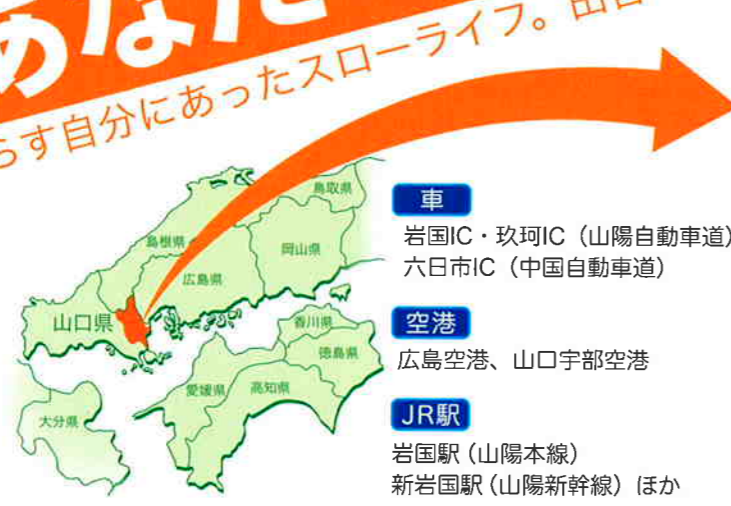 めなた
らす自分にあったスローライフ。
鳥取県
島根県
岡山県
広島県
山口県
香川県
徳島県
愛媛県
高知県
大分県
車
岩国IC・玖珂IC（山陽自動車道）
六日市IC（中国自動車道）
空港
広島空港、山口宇部空港
JR駅
岩国駅（山陽本線）
新岩国駅（山陽新幹線）ほか